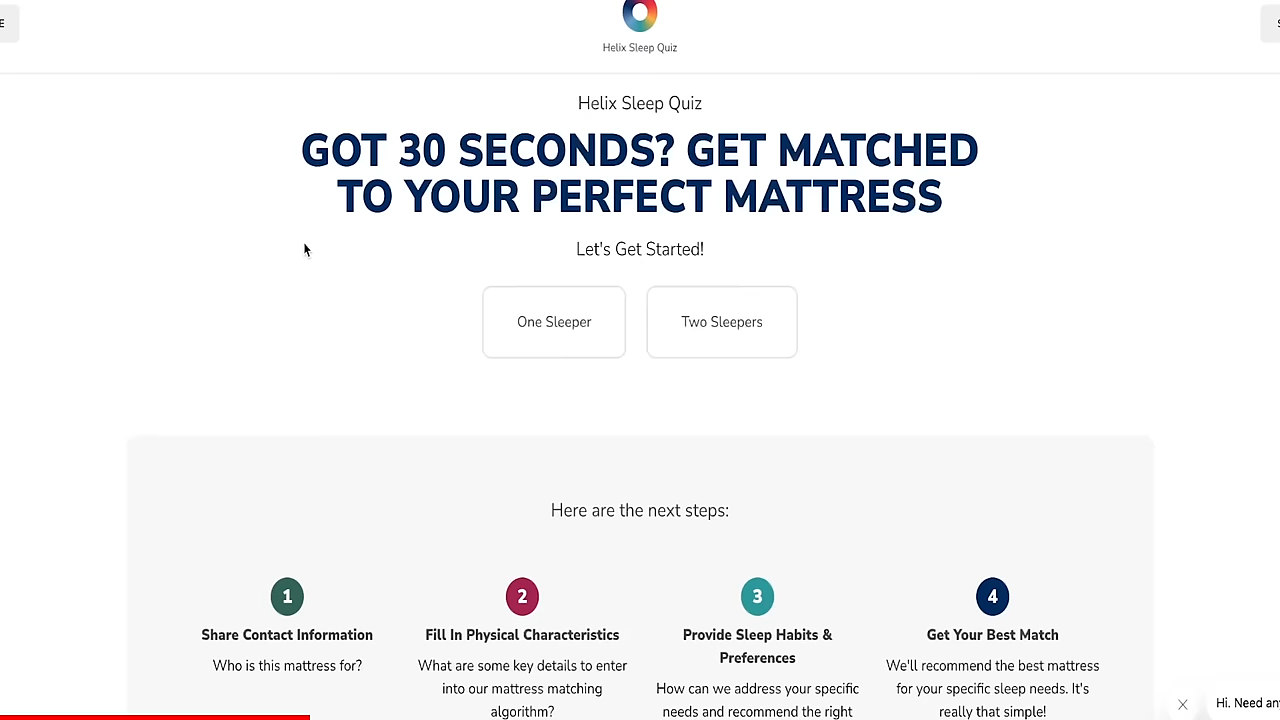 Helix Sleep Quiz
Helix Sleep Quiz
GOT 30 SECONDS? GET MATCHED
TO YOUR PERFECT MATTRESS
Let's Get Started!
One Sleeper
Two Sleepers
Here are the next steps:
1
Share Contact Information
Who is this mattress for?
2
Fill In Physical Characteristics
What are some key details to enter
into our mattress matching
algorithm?
3
Provide Sleep Habits &
Preferences
How can we address your specific
needs and recommend the right
4
Get Your Best Match
We'll recommend the best mattress
for your specific sleep needs. It's
really that simple!
Hi. Need